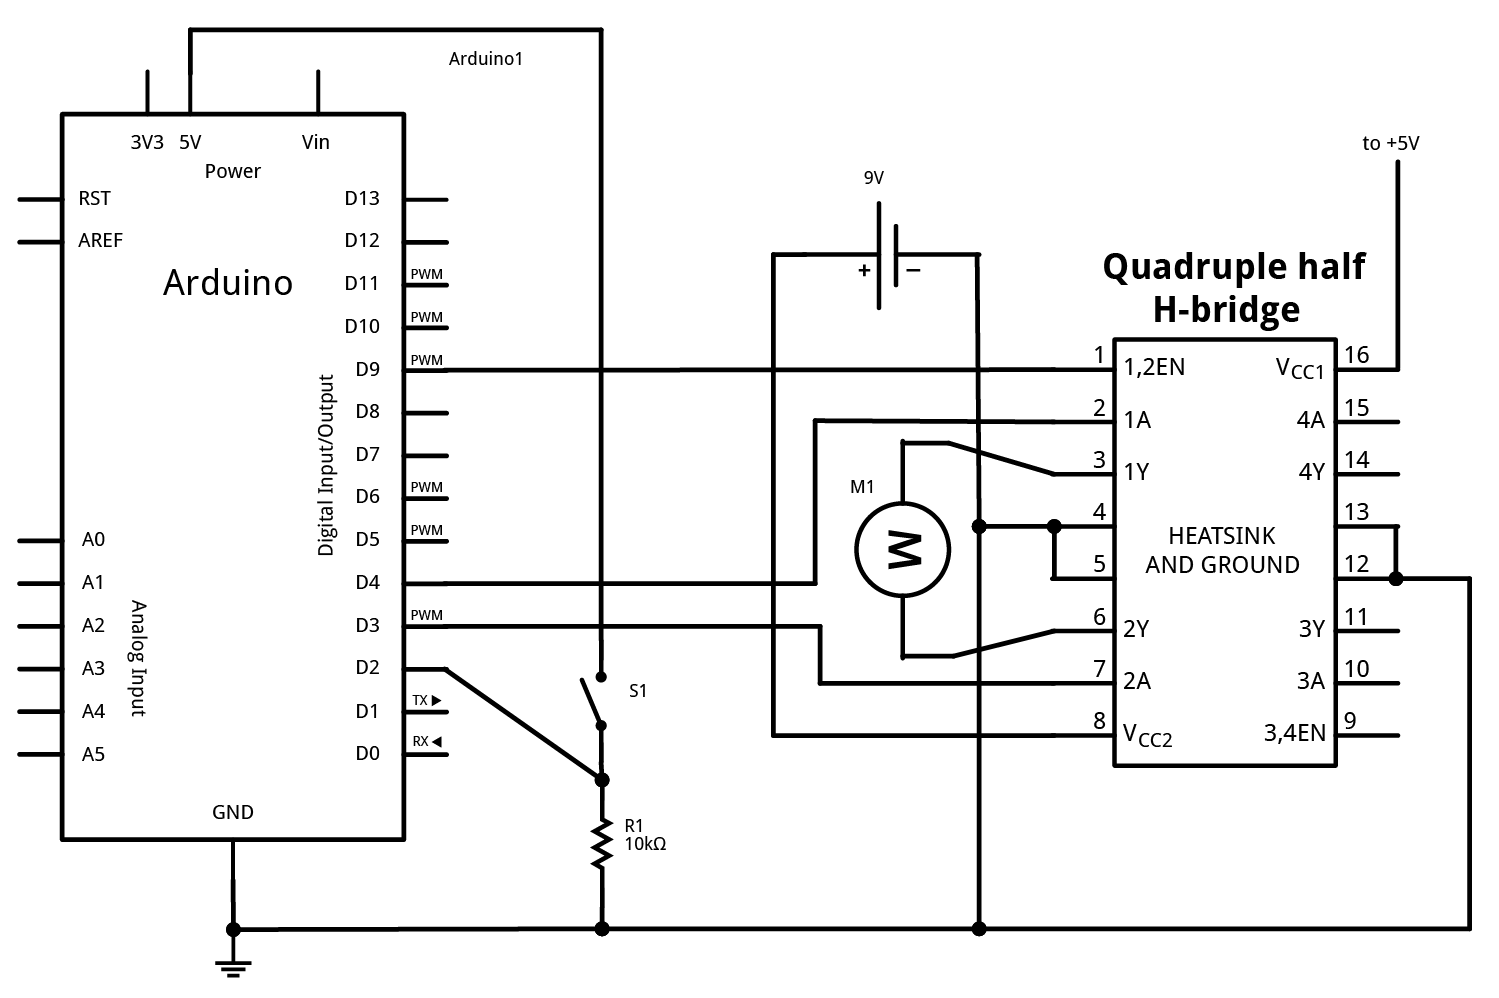 Arduino1
3V3 5V Vin
Power
RST
AREF
Arduino
D13
D12
D11 PWM
D10 PWM
D9 PWM
D8
D7
D6 PWM
D5 PWM
D4
D3 PWM
D2
D1 TX
D0 RX
Digital Input/Output
A0
A1
A2
A3
A4
A5
Analog Input
GND
S1
R1
10kΩ
9V
+ −
M1
M
to +5V
Quadruple half
H-bridge
1 1,2EN VCC1 16
2 1A 4A 15
3 1Y 4Y 14
4 13
HEATSINK
AND GROUND
5 12
6 2Y 3Y 11
7 2A 3A 10
8 VCC2 3,4EN 9